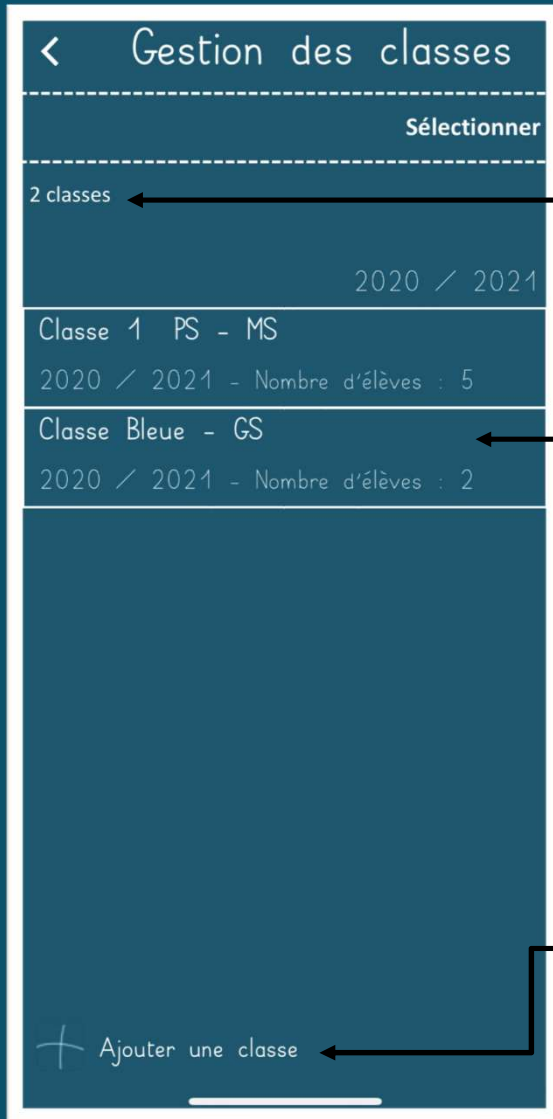 Gestion des classes
Sélectionner
2 classes
2020 / 2021
Classe 1 PS - MS
2020 / 2021 - Nombre d'élèves : 5
Classe Bleue - GS
2020 / 2021 - Nombre d'élèves : 2
Ajouter une classe